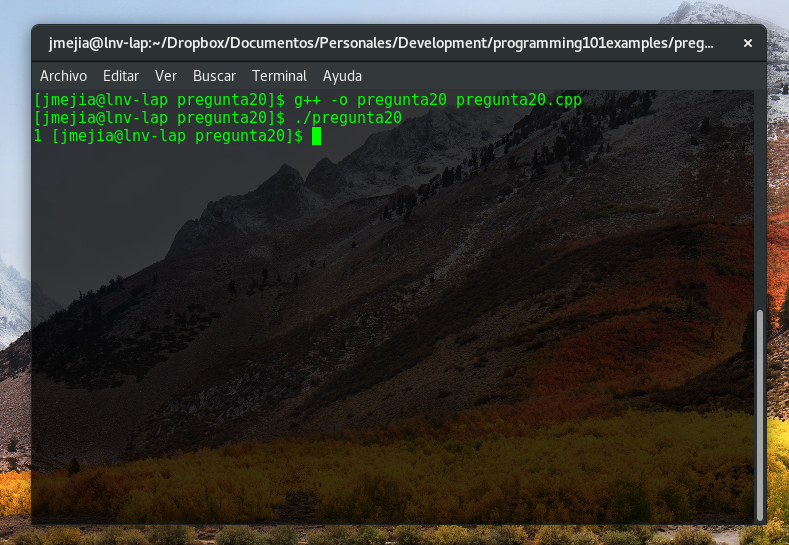 jmejia@lnv-lap:~/Dropbox/Documentos/Personales/Development/programming101examples/preg...
Archivo Editar Ver Buscar Terminal Ayuda
[jmejia@lnv-lap pregunta20]$ g++ -o pregunta20 pregunta20.cpp
[jmejia@lnv-lap pregunta20]$ ./pregunta20
1 [jmejia@lnv-lap pregunta20]$